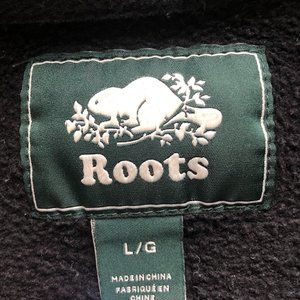 Roots
L/G
MADE IN CHINA
FABRIQUÉ EN
CHINE